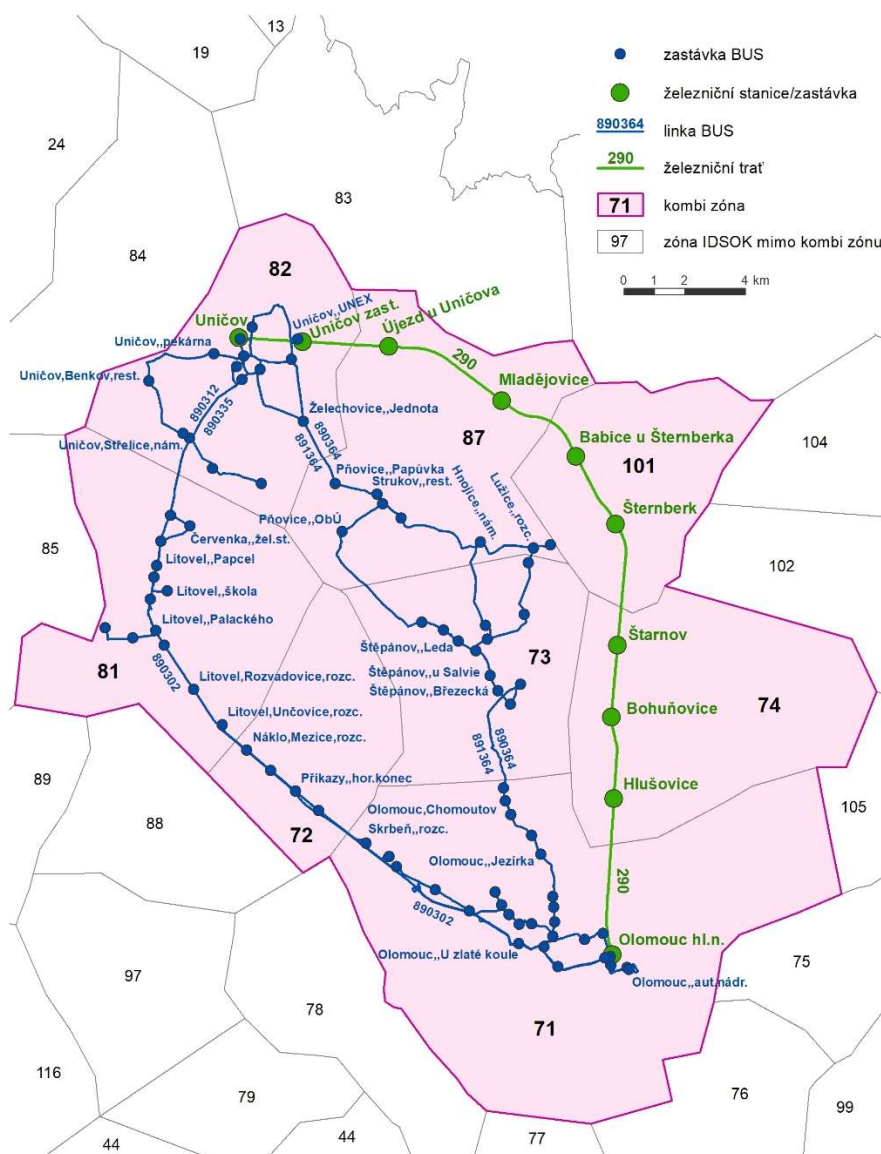 13
19
24
83
84
zastávka BUS
železniční stanice/zastávka
890364
linka BUS
290
železniční trať
71
kombi zóna
97
zóna IDSOK mimo kombi zónu
0 2 4 km
82
Uničov,,UNEX
Uničov
Uničov zast.
Újezd u Uničova
Uničov,,pekárna
290
Uničov,Benkov,rest.
890312
890335
Mladějovice
Želechovice,,Jednota
87
890364
891364
Babice u Šternberka
101
104
Uničov,Střelice,nám.
Pňovice,,Papůvka
Strukov,,rest.
Hnojice,,nám.
Lužice,,rozc.
Šternberk
Pňovice,,ObÚ
85
Červenka,,žel.st.
Litovel,,Papcel
102
Litovel,,škola
Litovel,,Palackého
Štěpánov,,Leda
73
Štarnov
81
890302
Štěpánov,,u Salvie
Litovel,Rozvadovice,rozc.
Štěpánov,,Březecká
74
Bohuňovice
Litovel,Unčovice,rozc.
Náklo,Mezice,rozc.
890364
891364
89
Příkazy,,hor.konec
Hlušovice
105
88
72
Olomouc,Chomoutov
Skrbeň,,rozc.
Olomouc,,Jezírka
290
890302
Olomouc hl.n.
Olomouc,,U zlaté koule
Olomouc,,aut.nádr.
75
97
78
71
116
79
76
99
44
44
77